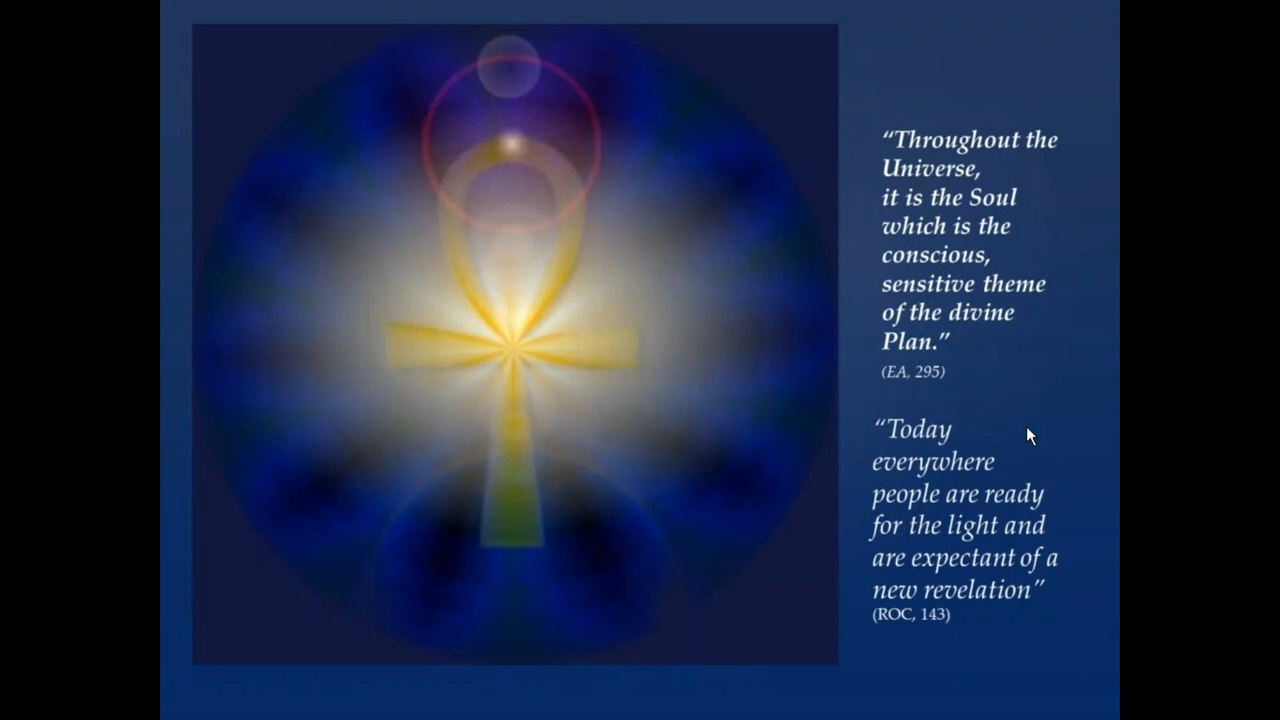 “Throughout the
Universe,
it is the Soul
which is the
conscious,
sensitive theme
of the divine
Plan.”
(EA, 295)
“Today
everywhere
people are ready
for the light and
are expectant of a
new revelation”
(ROC, 143)